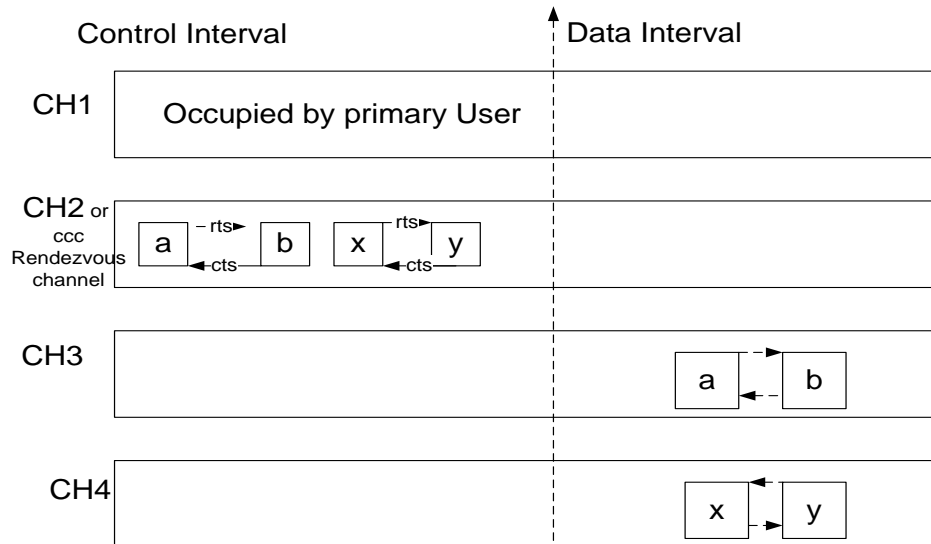 Control Interval
Data Interval
CH1
Occupied by primary User
CH2 or
ccc
Rendezvous
channel
a
rts
b
cts
x
rts
y
cts
CH3
a
b
CH4
x
y